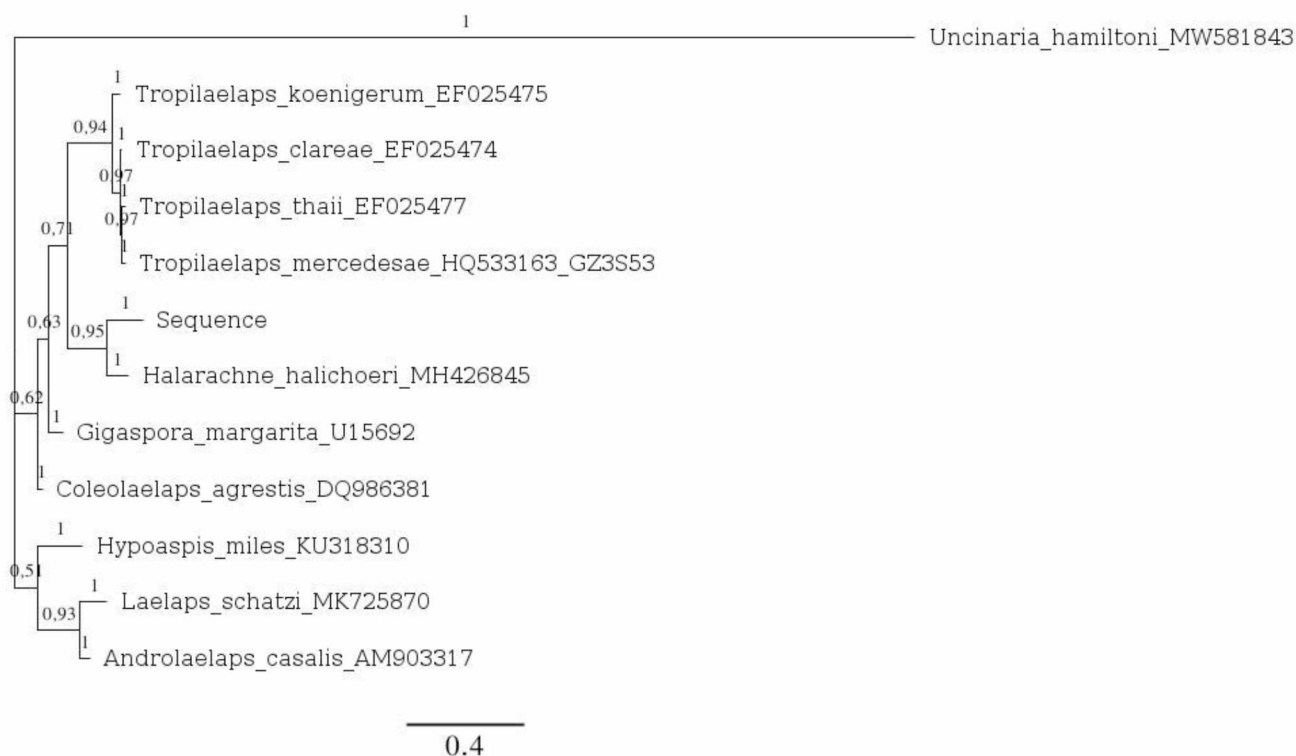 1
Uncinaria_hamiltoni_MW581843
1
Tropilaelaps_koenigerum_EF025475
0,94
1
Tropilaelaps_clareae_EF025474
0,97
1
Tropilaelaps_thaii_EF025477
0,97
0,71
1
Tropilaelaps_mercedesae_HQ533163_GZ3S53
1
Sequence
0,63
0,95
1
Halarachne_halichoeri_MH426845
0,62
1
Gigaspora_margarita_U15692
1
Coleolaelaps_agrestis_DQ986381
1
Hypoaspis_miles_KU318310
0,51
1
Laelaps_schatzi_MK725870
0,93
1
Androlaelaps_casalis_AM903317
0.4